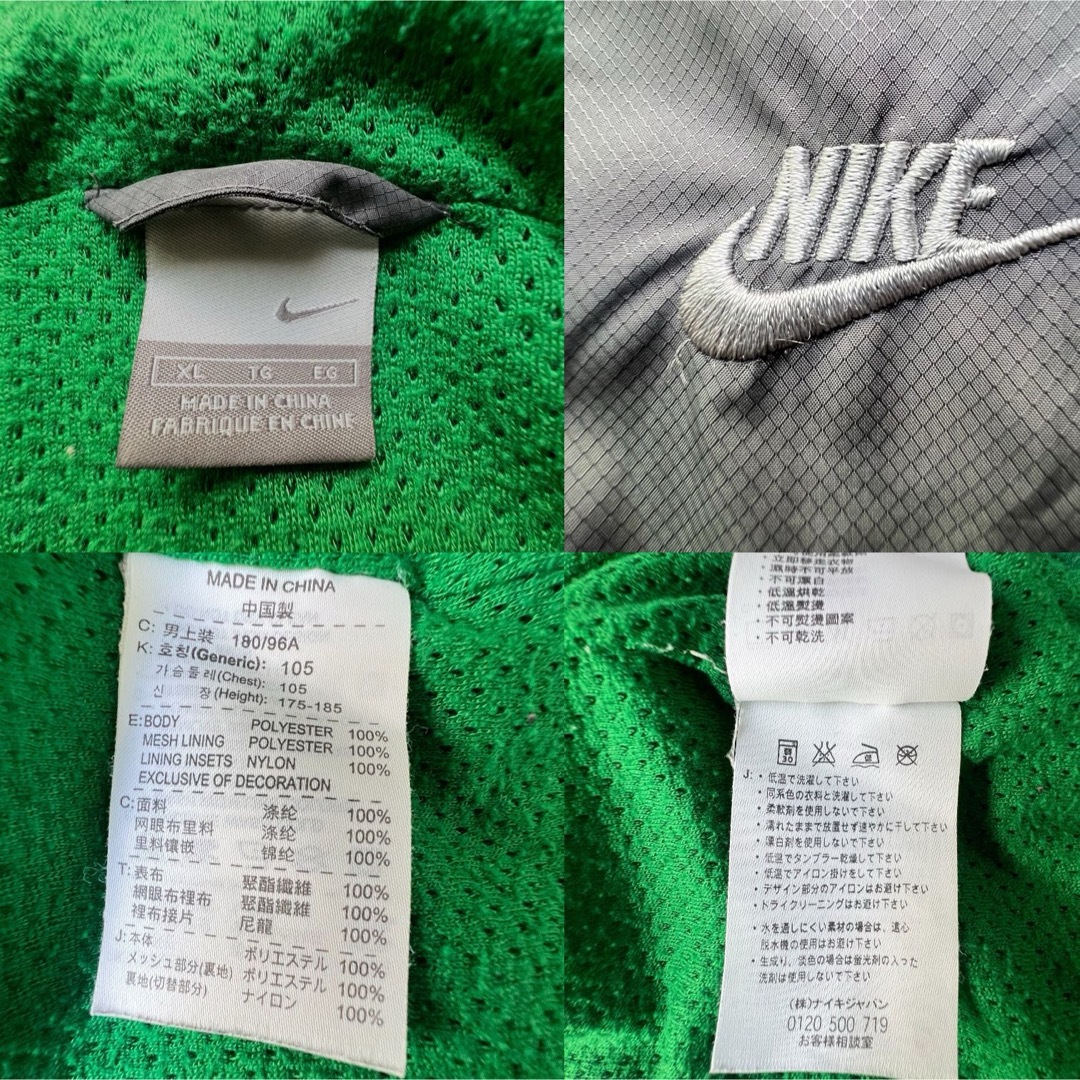 XL TG EG
MADE IN CHINA
FABRIQUE EN CHINE
NIKE
MADE IN CHINA
中国製
C: 男上装 180/96A
K: 호칭(Generic): 105
가슴둘레(Chest): 105
신 장(Height): 175-185
E: BODY POLYESTER 100%
MESH LINING POLYESTER 100%
LINING INSETS NYLON 100%
EXCLUSIVE OF DECORATION
C: 面料 涤纶 100%
网眼布里料 涤纶 100%
里料镶嵌 锦纶 100%
T: 表布 聚酯纖維 100%
網眼布裡布 聚酯纖維 100%
裡布接片 尼龍 100%
J: 本体 ポリエステル 100%
メッシュ部分(裏地) ポリエステル 100%
裏地(切替部分) ナイロン 100%
・立即移走衣物
・濕時不可平放
・不可漂白
・低溫烘乾
・低溫熨燙
・不可熨燙圖案
・不可乾洗
30
J: ・低温で洗濯して下さい
・同系色の衣料と洗濯して下さい
・柔軟剤を使用しないで下さい
・濡れたままで放置せず速やかに干して下さい
・漂白剤を使用しないで下さい
・低温でタンブラー乾燥して下さい
・低温でアイロン掛けをして下さい
・デザイン部分のアイロンはお避け下さい
・ドライクリーニングはお避け下さい
・水を通しにくい素材の場合は、遠心
脱水機の使用はお避け下さい
・生成り、淡色の場合は蛍光剤の入った
洗剤は使用しないで下さい
(株)ナイキジャパン
0120 500 719
お客様相談室